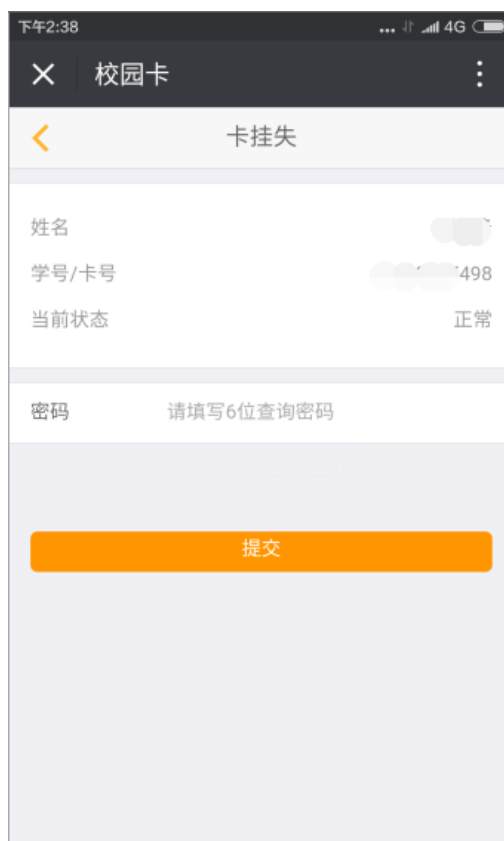 下午2:38 ... 4G
校园卡
卡挂失
姓名
学号/卡号 498
当前状态 正常
密码 请填写6位查询密码
提交